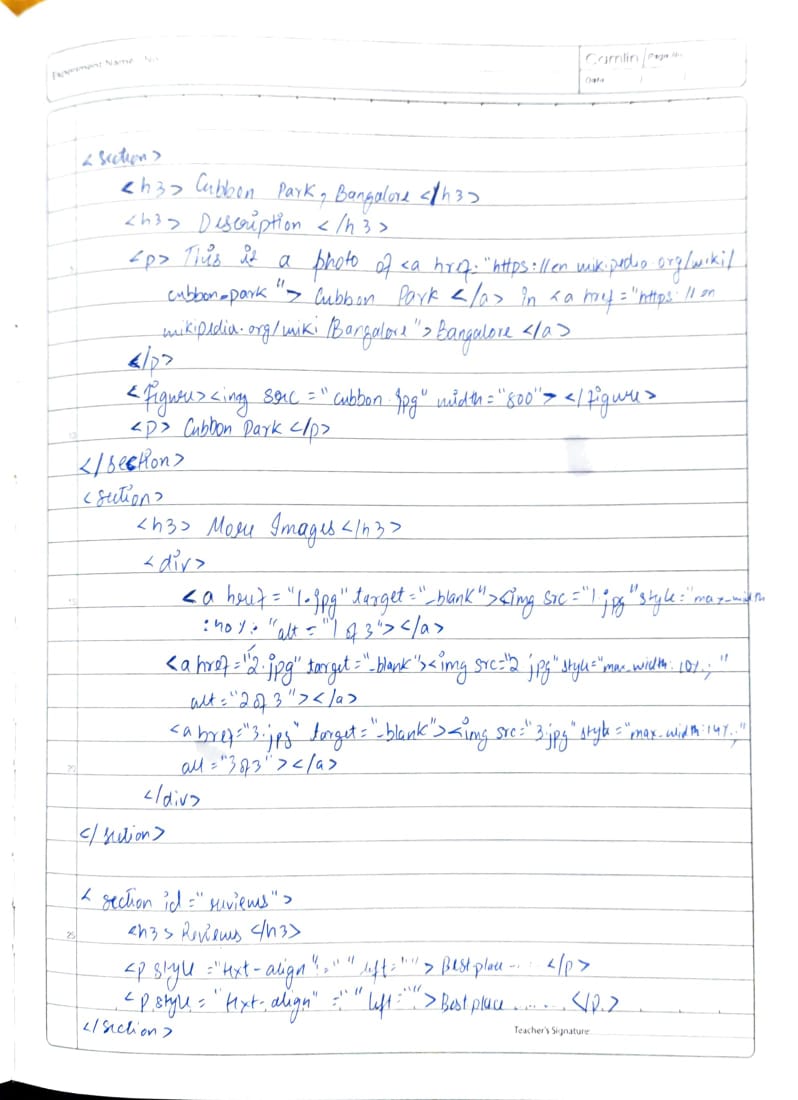 Experiment Name No.
Camlin Page No.
Date / /
<section>
<h3> Cubbon Park, Bangalore </h3>
<h3> Description </h3>
<p> This is a photo of <a href="https://en.wikipedia.org/wiki/
cubbon-park"> Cubbon Park </a> in <a href="https://en
wikipedia.org/wiki/Bangalore"> Bangalore </a>
</p>
<figure><img src="cubbon.jpg" width="800"></figure>
<p> Cubbon Park </p>
</section>
<section>
<h3> More Images </h3>
<div>
<a href="1.jpg" target="_blank"><img src="1.jpg" style="max-width
"alt="1 of 3"></a>
<a href="2.jpg" target="_blank"><img src="2 jpg" style="max-width:10%;"
alt="2 of 3"></a>
<a href="3.jpg" target="_blank"><img src="3.jpg" style="max-width:14%;"
alt="3 of 3"></a>
</div>
</section>
<section id="reviews">
25
<h3> Reviews </h3>
<p style="text-align"="" left=""> Best place ... </p>
<p style="text-align"="" left=""> Best place ...... </p>
</section>
Teacher's Signature